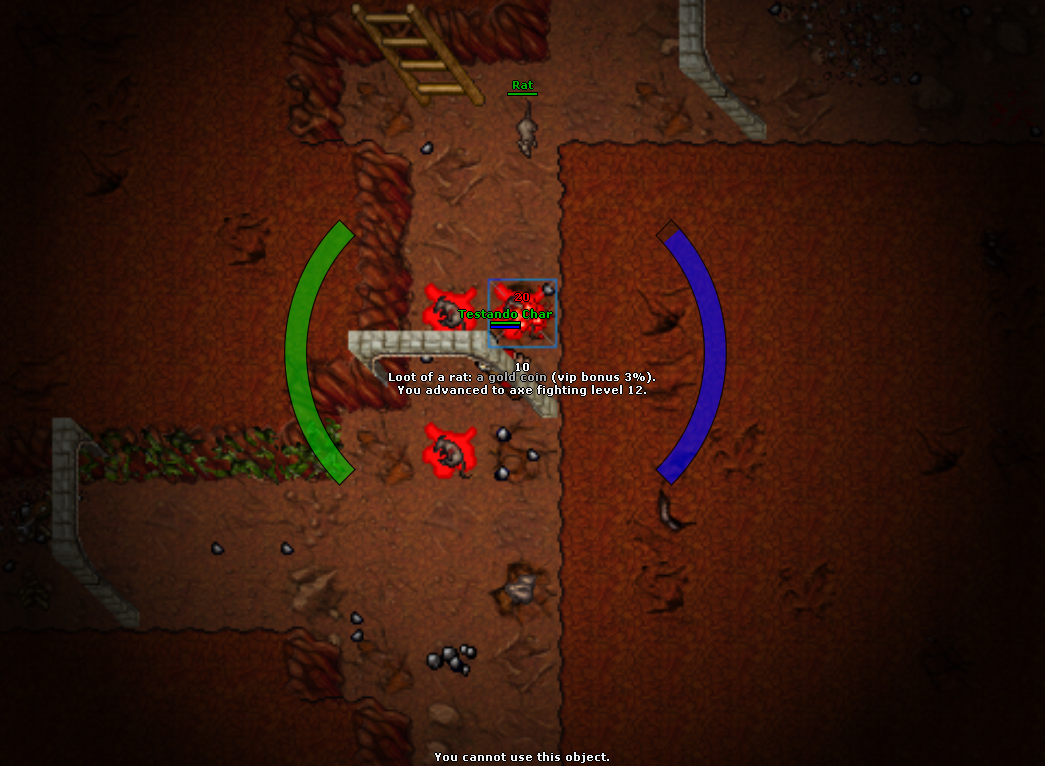 Rat
20
Testando Char
10
Loot of a rat: a gold coin (vip bonus 3%).
You advanced to axe fighting level 12.
You cannot use this object.